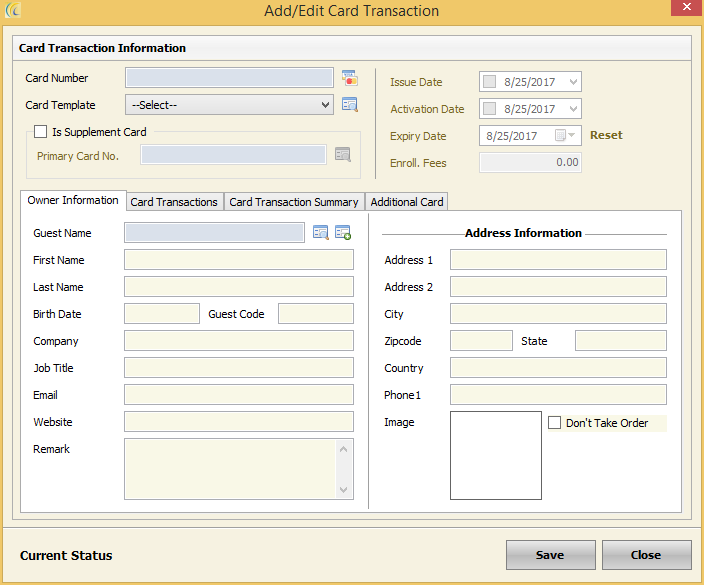 Add/Edit Card Transaction
Card Transaction Information
Card Number
Card Template --Select--
Is Supplement Card
Primary Card No.
Issue Date 8/25/2017
Activation Date 8/25/2017
Expiry Date 8/25/2017 Reset
Enroll. Fees 0.00
Owner Information Card Transactions Card Transaction Summary Additional Card
Guest Name
First Name
Last Name
Birth Date Guest Code
Company
Job Title
Email
Website
Remark
Address Information
Address 1
Address 2
City
Zipcode State
Country
Phone1
Image Don't Take Order
Current Status Save Close